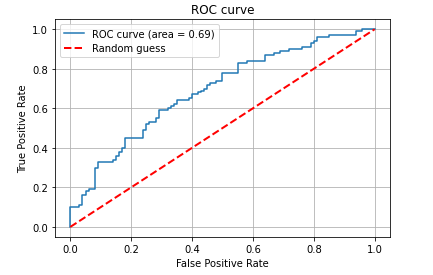 ROC curve
ROC curve (area = 0.69)
Random guess
1.0
0.8
0.6
0.4
0.2
0.0
True Positive Rate
0.0 0.2 0.4 0.6 0.8 1.0
False Positive Rate